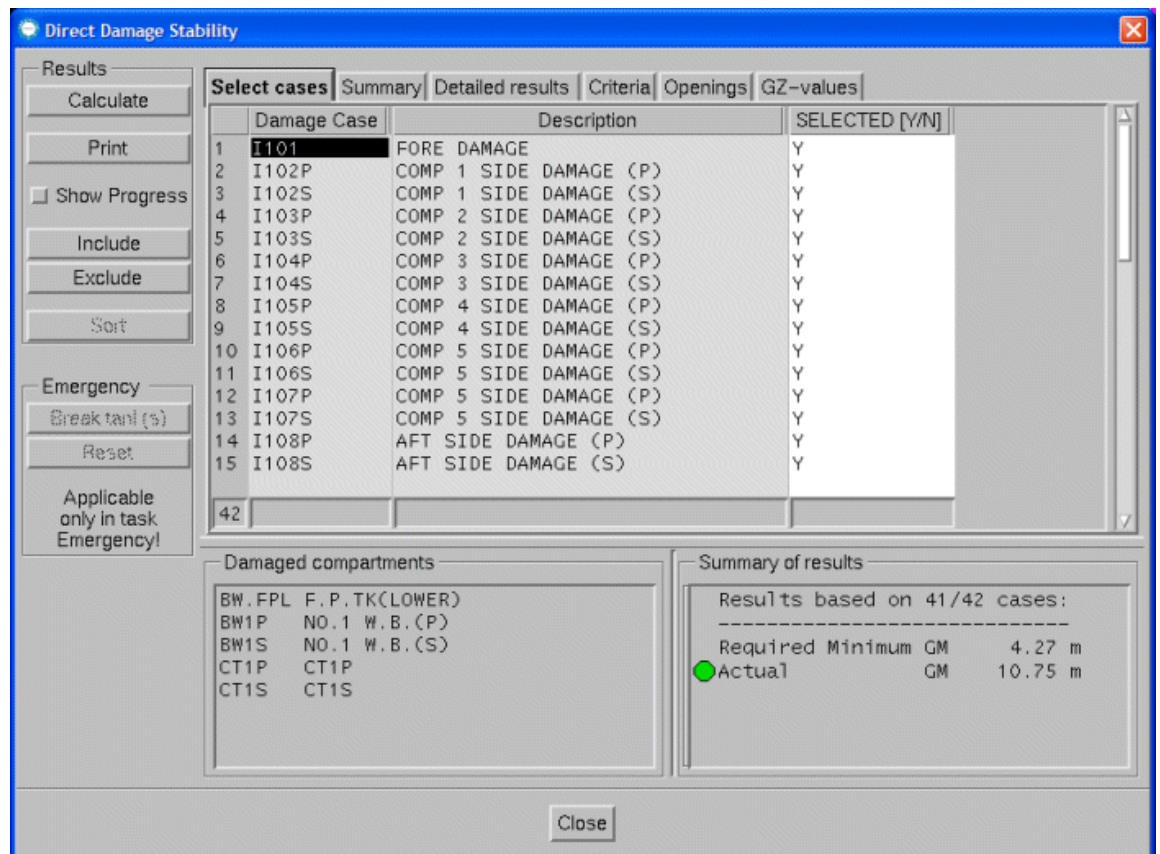 Direct Damage Stability
Results
Calculate
Print
Show Progress
Include
Exclude
Sort
Emergency
Break tanl (s)
Reset
Applicable
only in task
Emergency!
Select cases Summary Detailed results Criteria Openings GZ-values
Damage Case Description SELECTED [Y/N]
1 I101 FORE DAMAGE Y
2 I102P COMP 1 SIDE DAMAGE (P) Y
3 I102S COMP 1 SIDE DAMAGE (S) Y
4 I103P COMP 2 SIDE DAMAGE (P) Y
5 I103S COMP 2 SIDE DAMAGE (S) Y
6 I104P COMP 3 SIDE DAMAGE (P) Y
7 I104S COMP 3 SIDE DAMAGE (S) Y
8 I105P COMP 4 SIDE DAMAGE (P) Y
9 I105S COMP 4 SIDE DAMAGE (S) Y
10 I106P COMP 5 SIDE DAMAGE (P) Y
11 I106S COMP 5 SIDE DAMAGE (S) Y
12 I107P COMP 5 SIDE DAMAGE (P) Y
13 I107S COMP 5 SIDE DAMAGE (S) Y
14 I108P AFT SIDE DAMAGE (P) Y
15 I108S AFT SIDE DAMAGE (S) Y
42
Damaged compartments
BW.FPL F.P.TK(LOWER)
BW1P NO.1 W.B.(P)
BW1S NO.1 W.B.(S)
CT1P CT1P
CT1S CT1S
Summary of results
Results based on 41/42 cases:
------------------------------
Required Minimum GM 4.27 m
Actual GM 10.75 m
Close